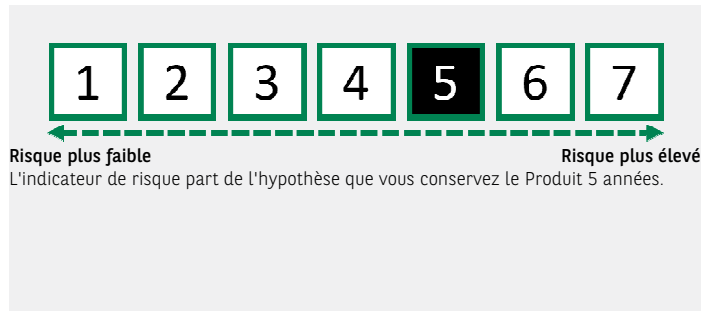 1 2 3 4 5 6 7
Risque plus faible Risque plus élevé
L'indicateur de risque part de l'hypothèse que vous conservez le Produit 5 années.